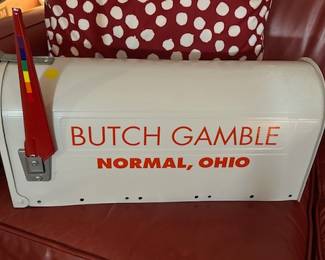 BUTCH GAMBLE
NORMAL, OHIO